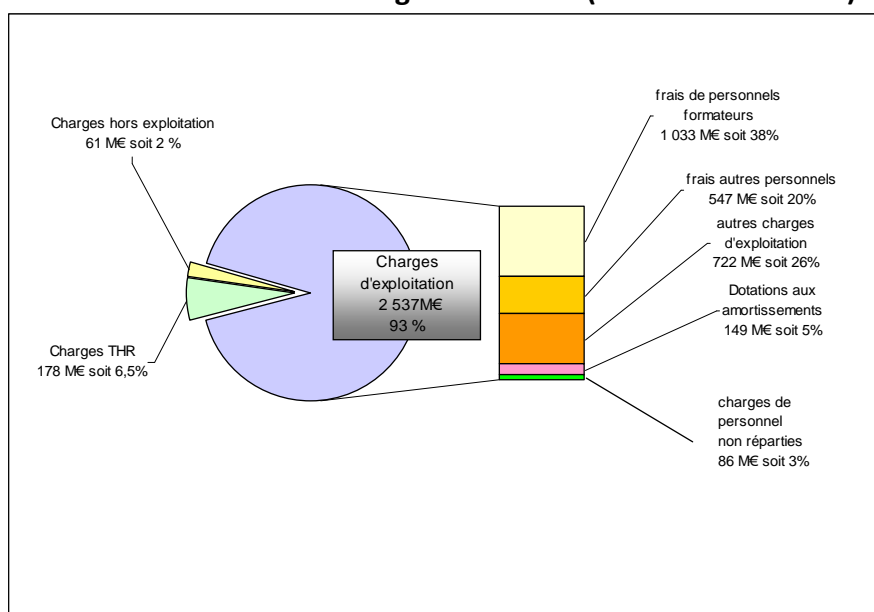 Charges hors exploitation
61 M€ soit 2 %
Charges THR
178 M€ soit 6,5%
Charges
d'exploitation
2 537M€
93 %
frais de personnels
formateurs
1 033 M€ soit 38%
frais autres personnels
547 M€ soit 20%
autres charges
d'exploitation
722 M€ soit 26%
Dotations aux
amortissements
149 M€ soit 5%
charges de
personnel
non réparties
86 M€ soit 3%